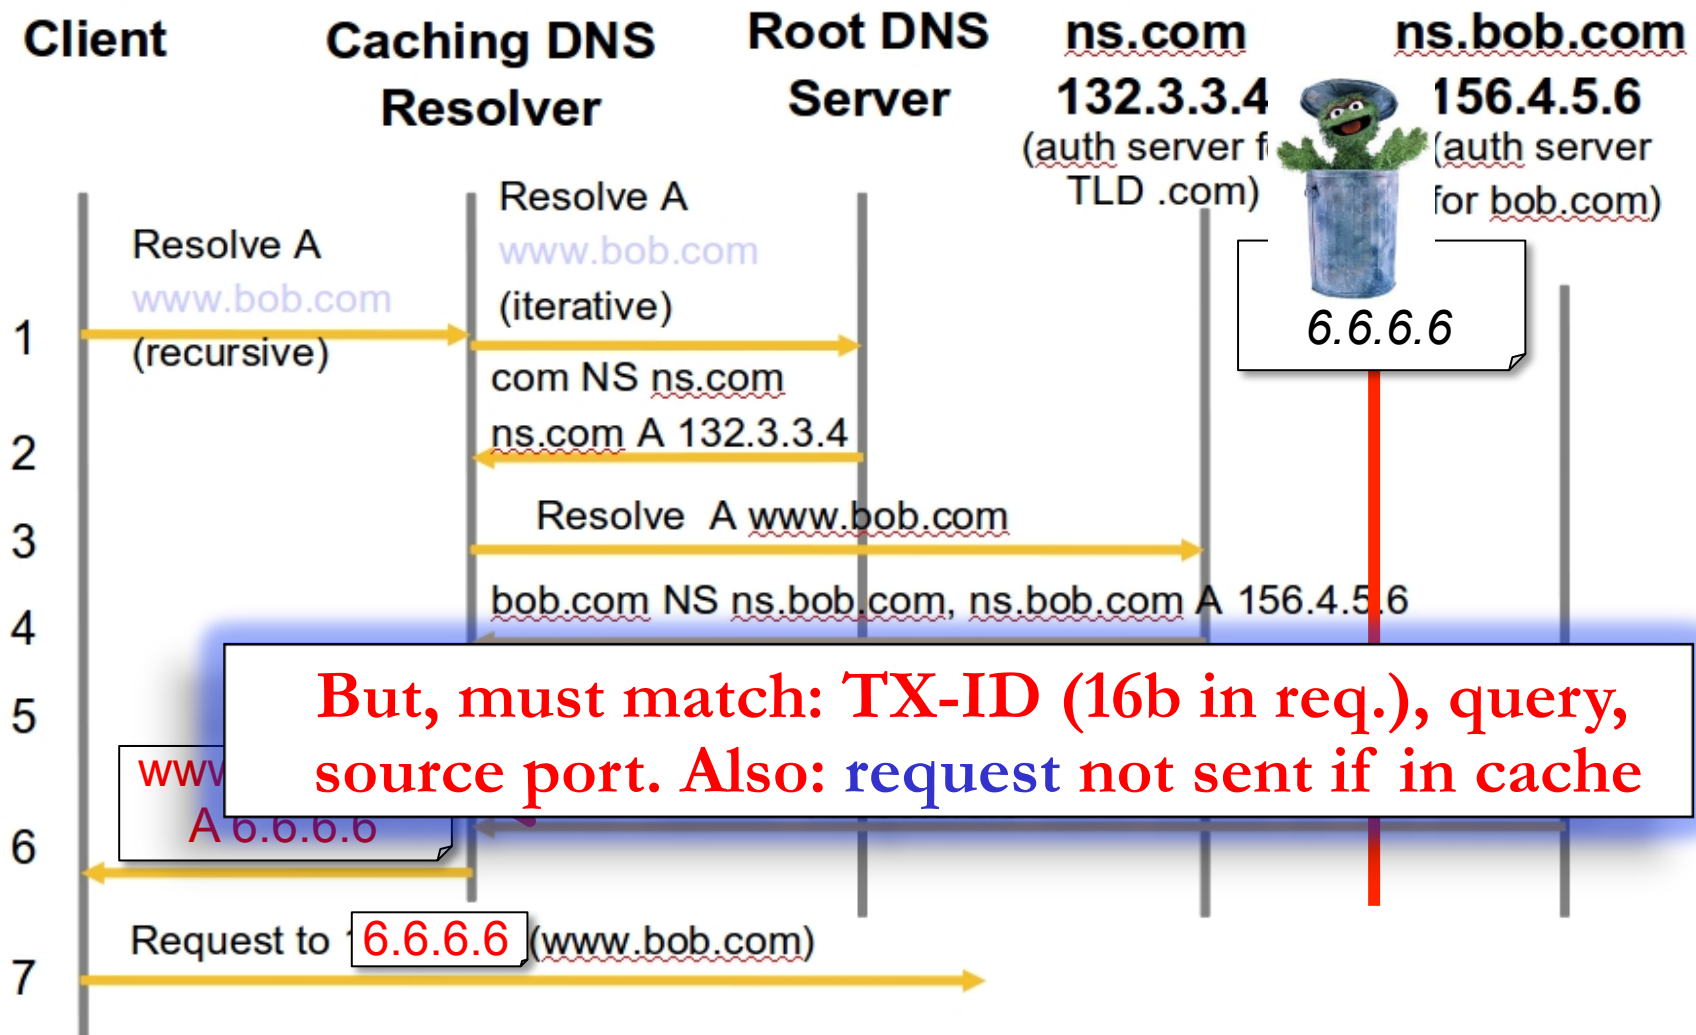 Client
Caching DNS
Resolver
Root DNS
Server
ns.com
132.3.3.4
(auth server f
TLD .com)
ns.bob.com
156.4.5.6
(auth server
for bob.com)
6.6.6.6
Resolve A
www.bob.com
(recursive)
Resolve A
www.bob.com
(iterative)
1
com NS ns.com
ns.com A 132.3.3.4
2
Resolve A www.bob.com
3
bob.com NS ns.bob.com, ns.bob.com A 156.4.5.6
4
But, must match: TX-ID (16b in req.), query,
source port. Also: request not sent if in cache
5
www
A 6.6.6.6
6
Request to 6.6.6.6 (www.bob.com)
7